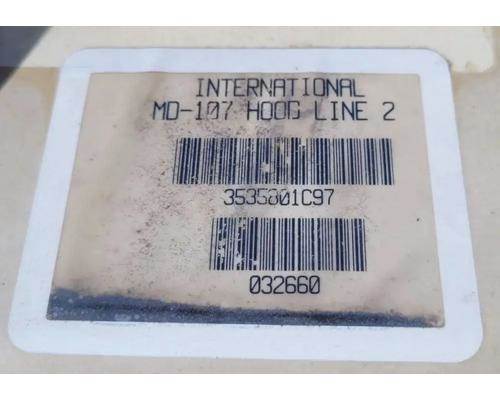 INTERNATIONAL
MD-107 HOOD LINE 2
3535801C97
032660